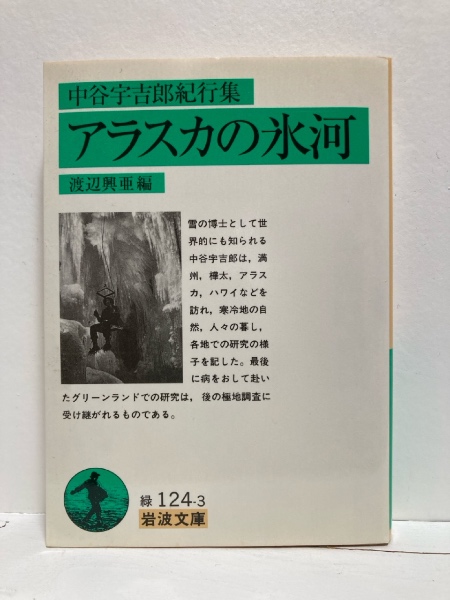 中谷宇吉郎紀行集
アラスカの氷河
渡辺興亜編
雪の博士として世
界的にも知られる
中谷宇吉郎は，満
州，樺太，アラス
カ，ハワイなどを
訪れ，寒冷地の自
然，人々の暮し，
各地での研究の様
子を記した。最後
に病をおして赴い
たグリーンランドでの研究は，後の極地調査に
受け継がれるものである。
緑 124-3
岩波文庫